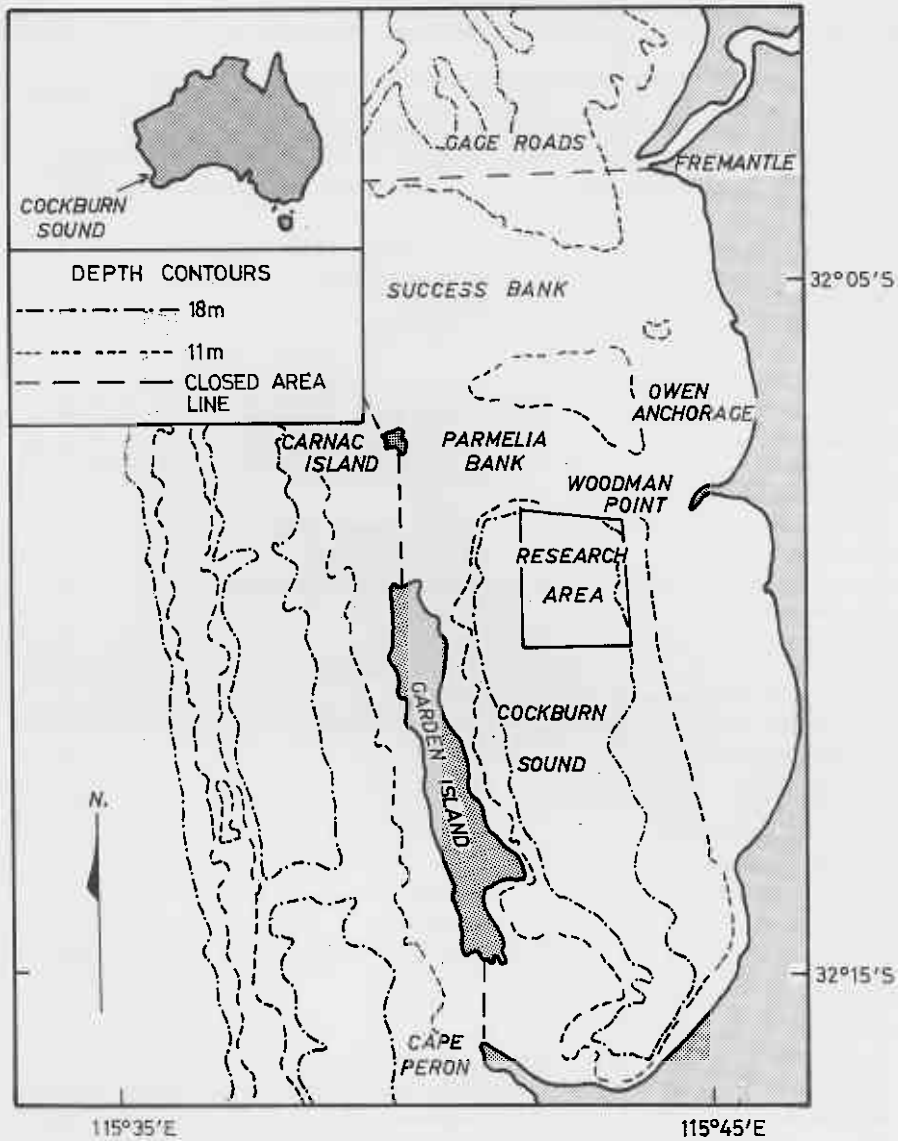 COCKBURN
SOUND
DEPTH CONTOURS
18m
11m
CLOSED AREA
LINE
GAGE ROADS
FREMANTLE
SUCCESS BANK
32°05'S
OWEN
ANCHORAGE
CARNAC
ISLAND
PARMELIA
BANK
WOODMAN
POINT
RESEARCH
AREA
GARDEN ISLAND
COCKBURN
SOUND
N.
32°15'S
CAPE
PERON
115°35'E
115°45'E